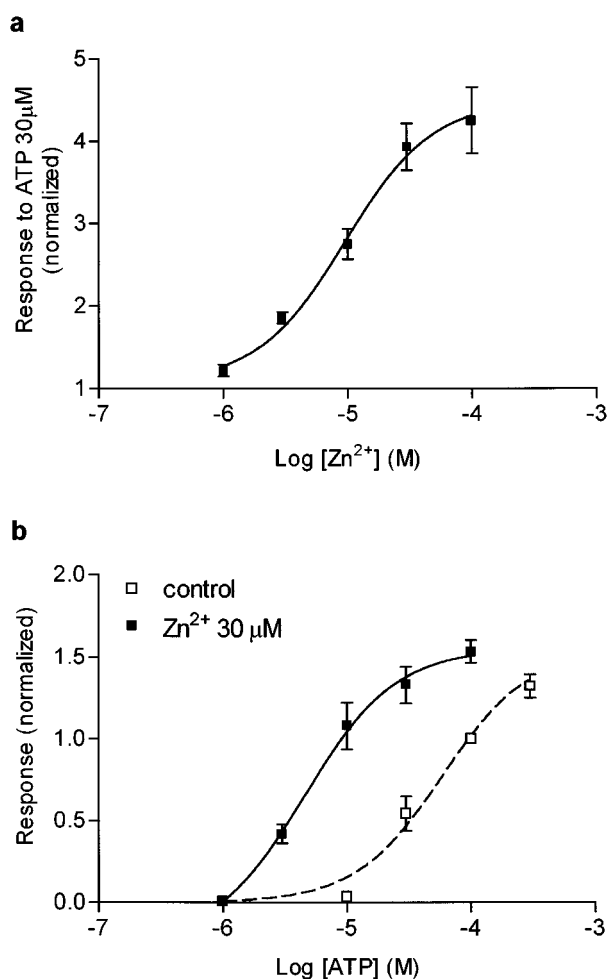 a
Response to ATP 30μM
(normalized)
5
4
3
2
1
-7 -6 -5 -4 -3
Log [Zn²⁺] (M)
b
control
Zn²⁺ 30 μM
Response (normalized)
2.0
1.5
1.0
0.5
0.0
-7 -6 -5 -4 -3
Log [ATP] (M)